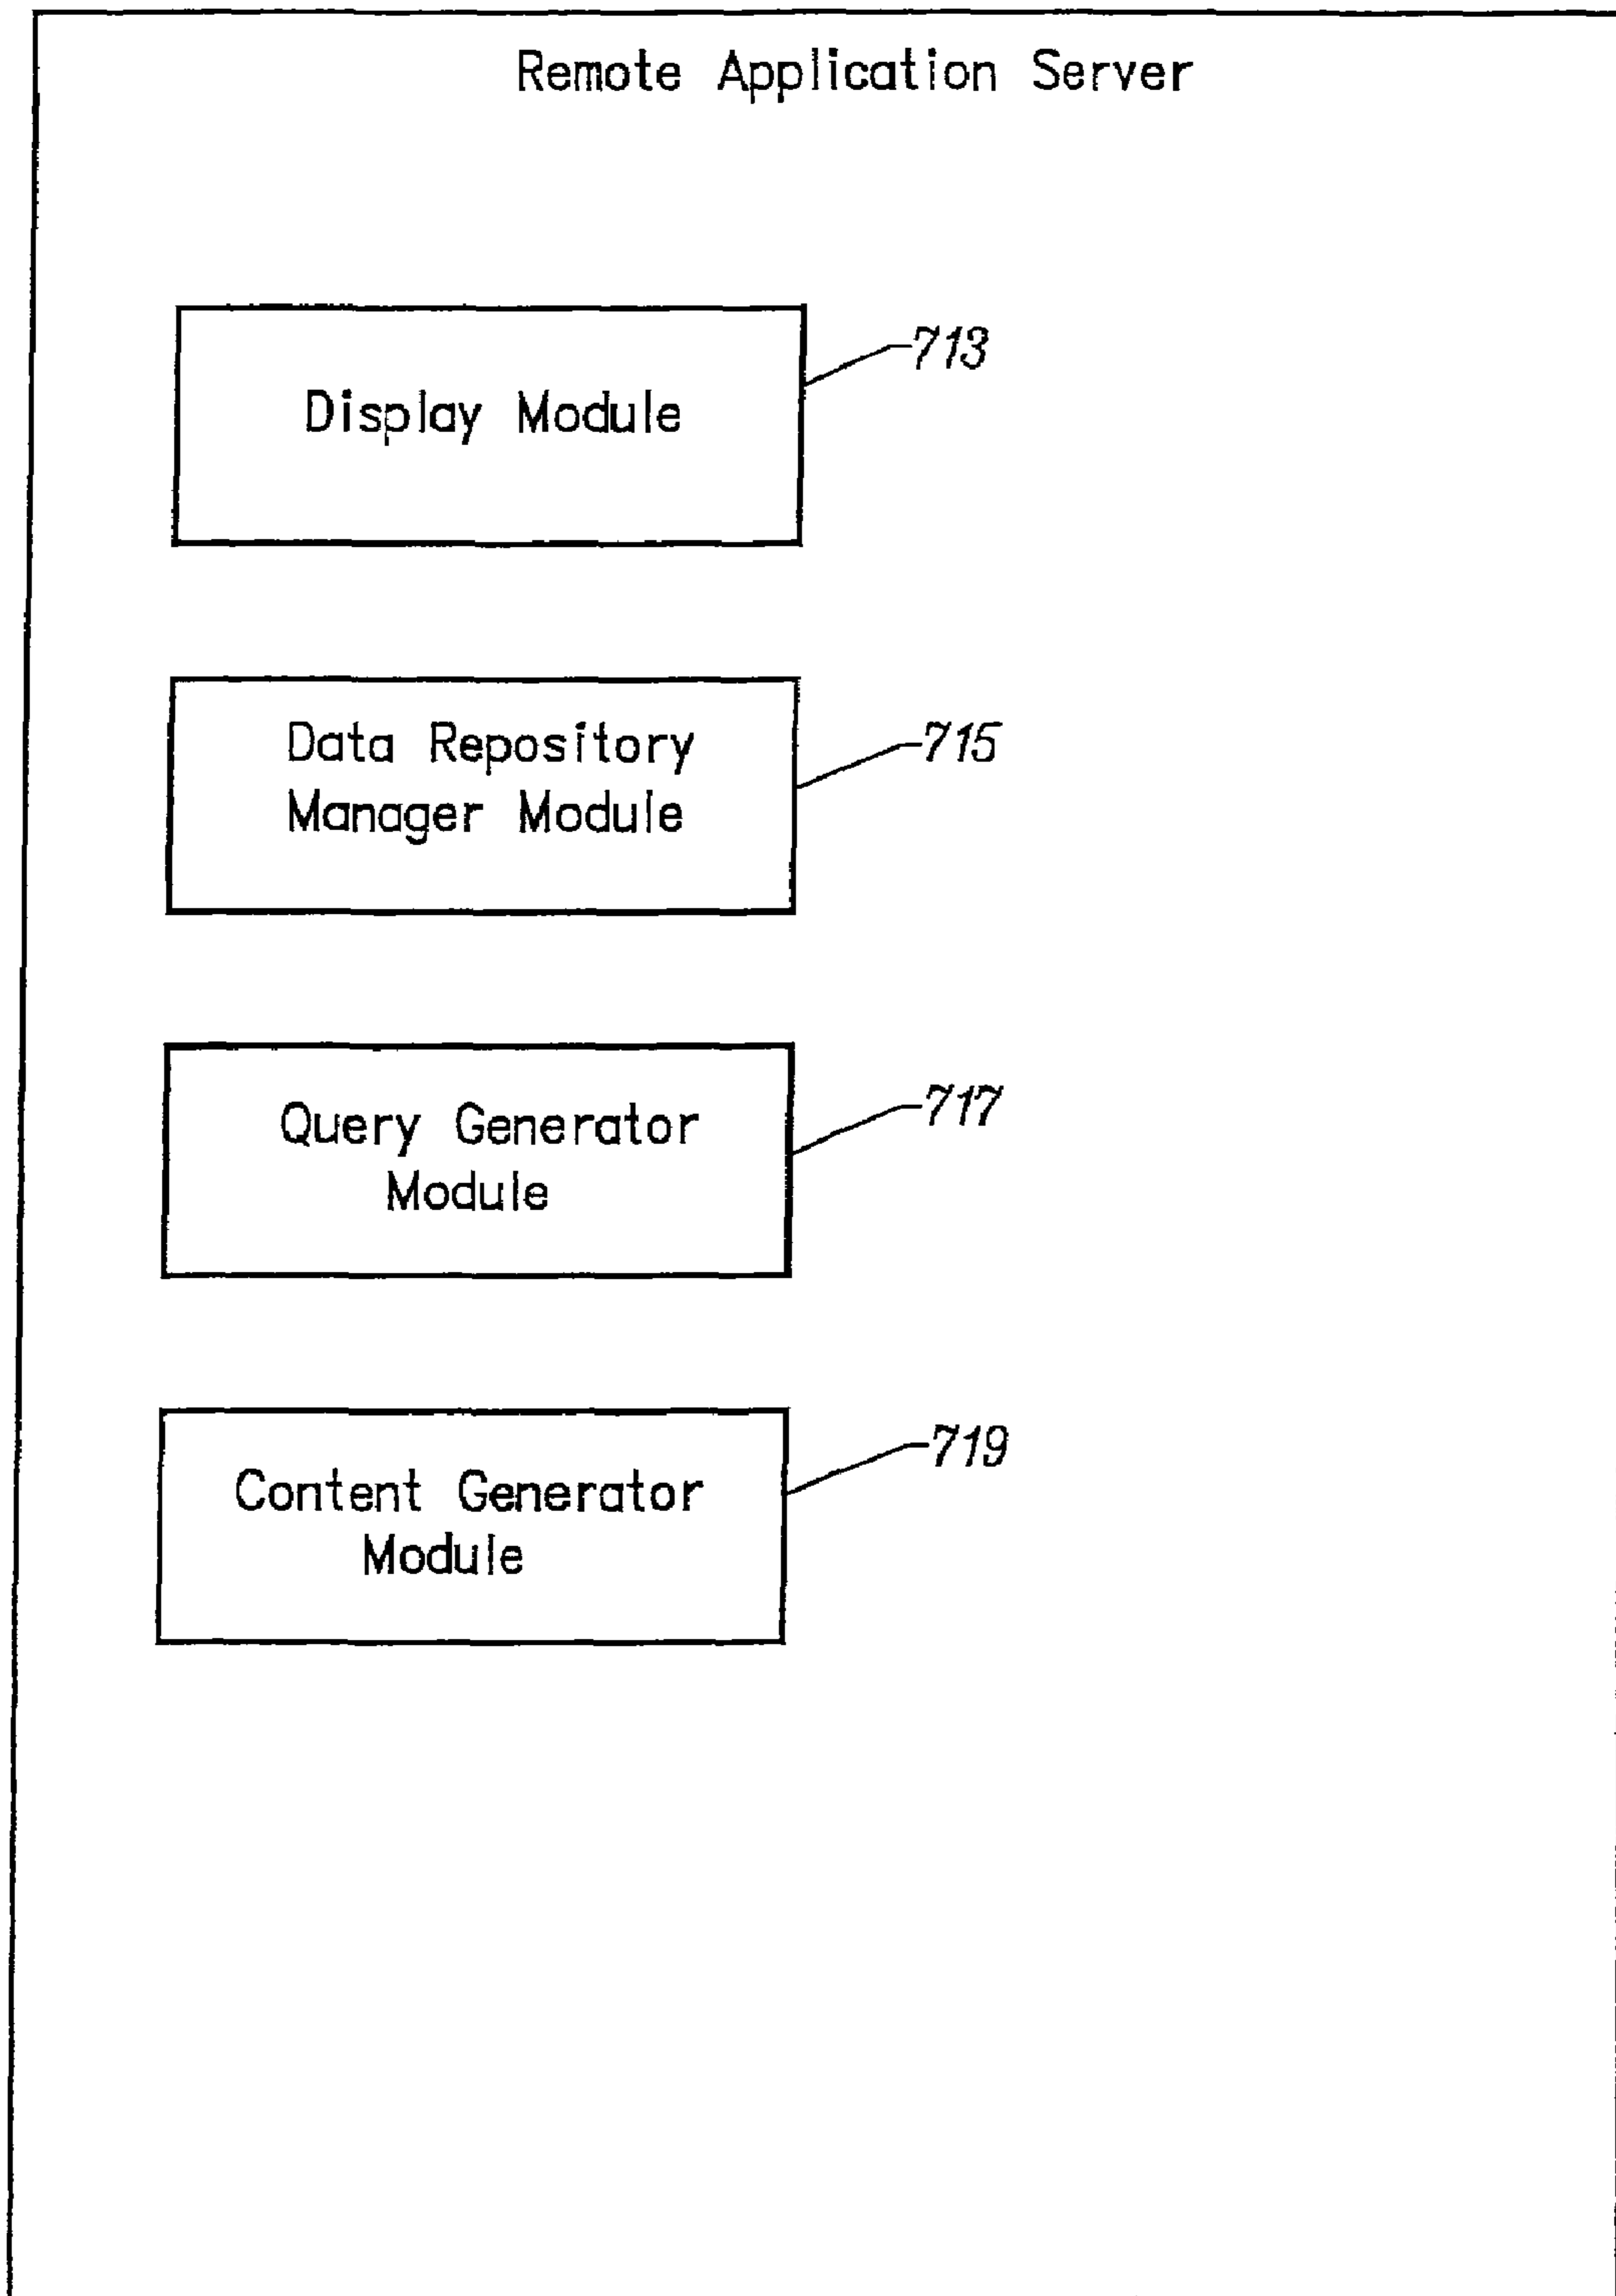 Remote Application Server
713
Display Module
715
Data Repository
Manager Module
717
Query Generator
Module
719
Content Generator
Module